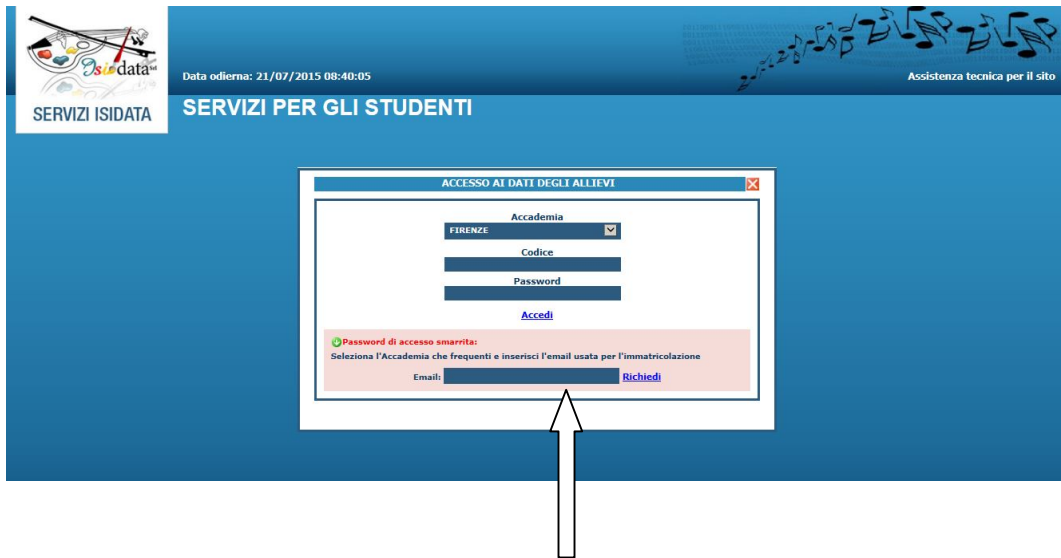 Isidata srl
SERVIZI ISIDATA
Data odierna: 21/07/2015 08:40:05
Assistenza tecnica per il sito
SERVIZI PER GLI STUDENTI
ACCESSO AI DATI DEGLI ALLIEVI
Accademia
FIRENZE
Codice
Password
Accedi
Password di accesso smarrita:
Seleziona l'Accademia che frequenti e inserisci l'email usata per l'immatricolazione
Email: Richiedi